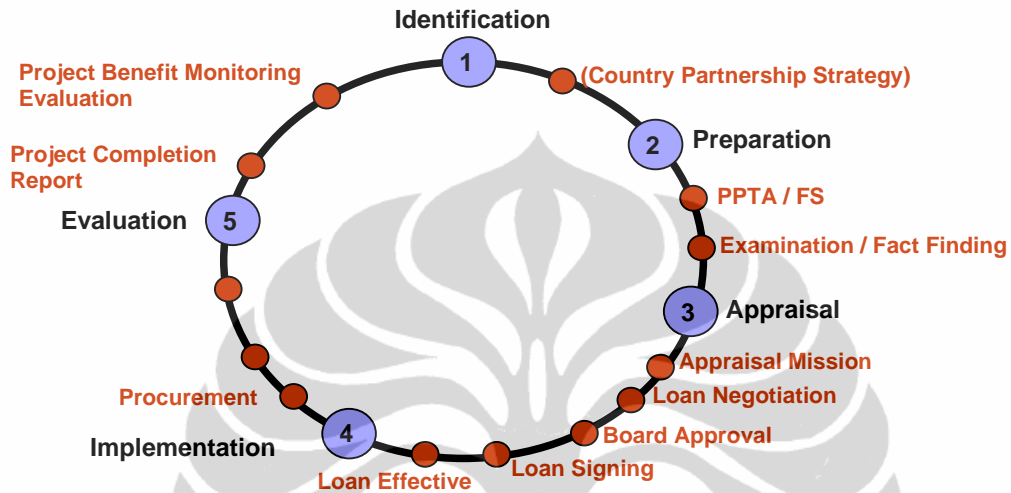 Identification
1
(Country Partnership Strategy)
2
Preparation
PPTA / FS
Examination / Fact Finding
3
Appraisal
Appraisal Mission
Loan Negotiation
Board Approval
Loan Signing
Loan Effective
4
Implementation
Procurement
5
Evaluation
Project Completion
Report
Project Benefit Monitoring
Evaluation